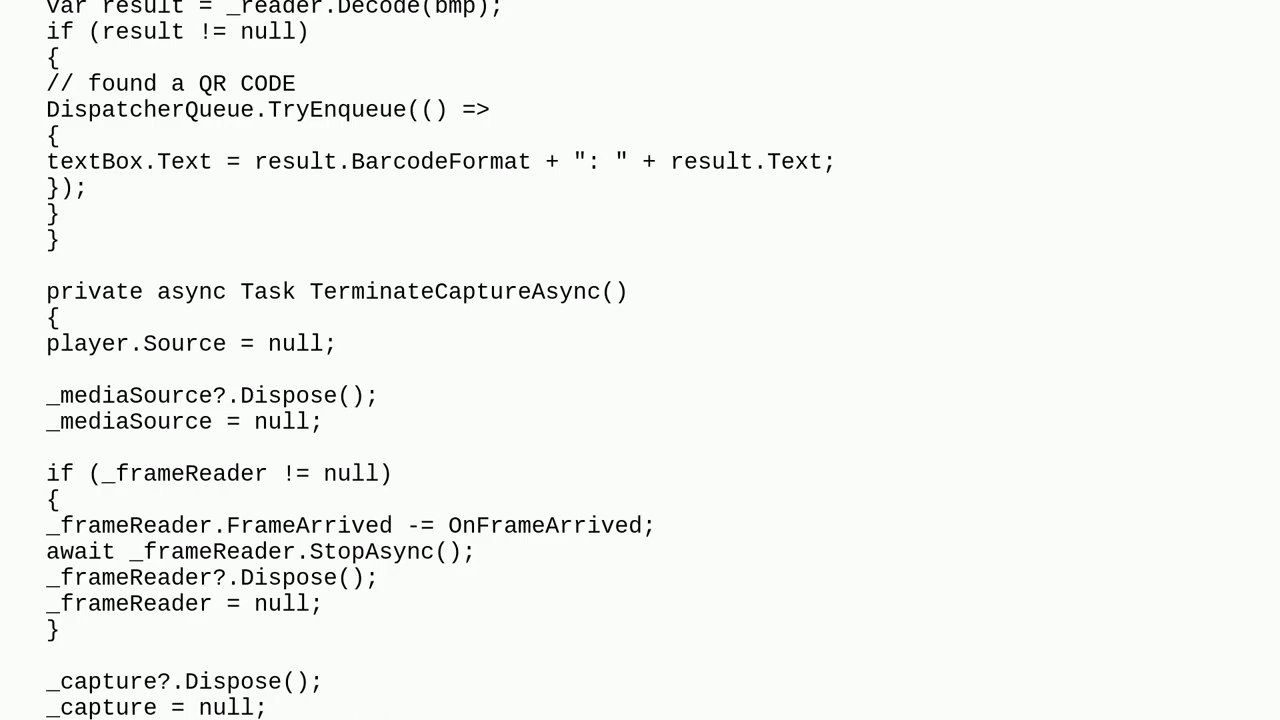 var result = _reader.Decode(bmp);
if (result != null)
{
// found a QR CODE
DispatcherQueue.TryEnqueue(() =>
{
textBox.Text = result.BarcodeFormat + ": " + result.Text;
});
}
}
private async Task TerminateCaptureAsync()
{
player.Source = null;
_mediaSource?.Dispose();
_mediaSource = null;
if (_frameReader != null)
{
_frameReader.FrameArrived -= OnFrameArrived;
await _frameReader.StopAsync();
_frameReader?.Dispose();
_frameReader = null;
}
_capture?.Dispose();
_capture = null;